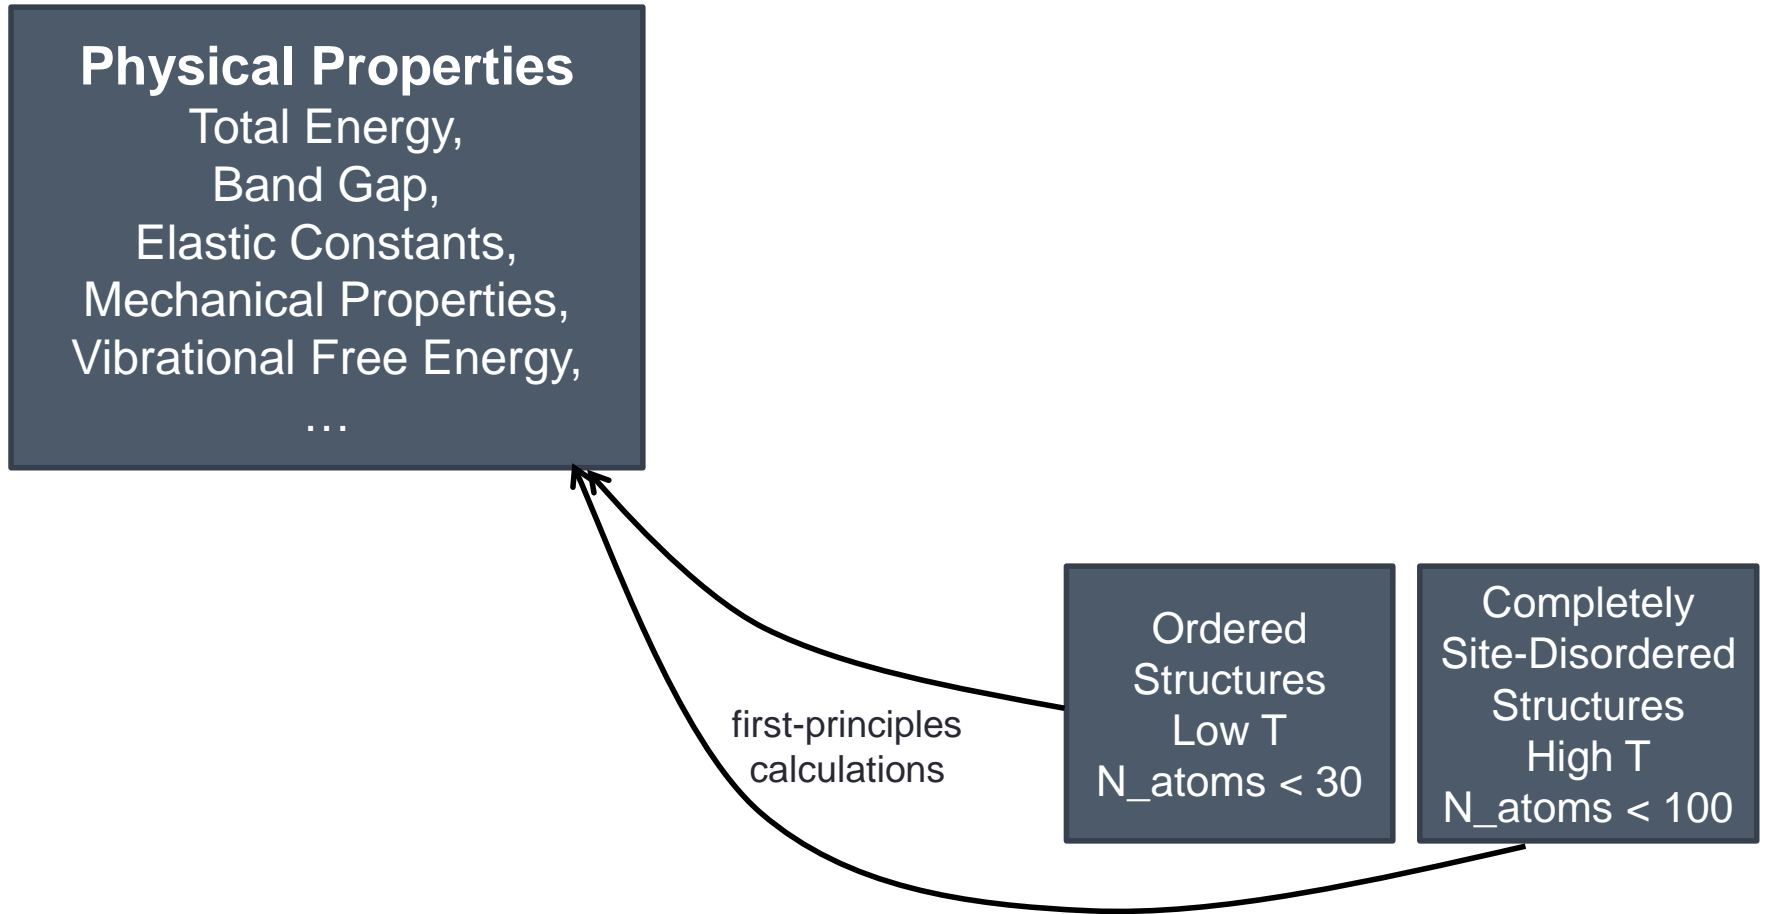 Physical Properties
Total Energy,
Band Gap,
Elastic Constants,
Mechanical Properties,
Vibrational Free Energy,
…
first-principles
calculations
Ordered
Structures
Low T
N_atoms < 30
Completely
Site-Disordered
Structures
High T
N_atoms < 100